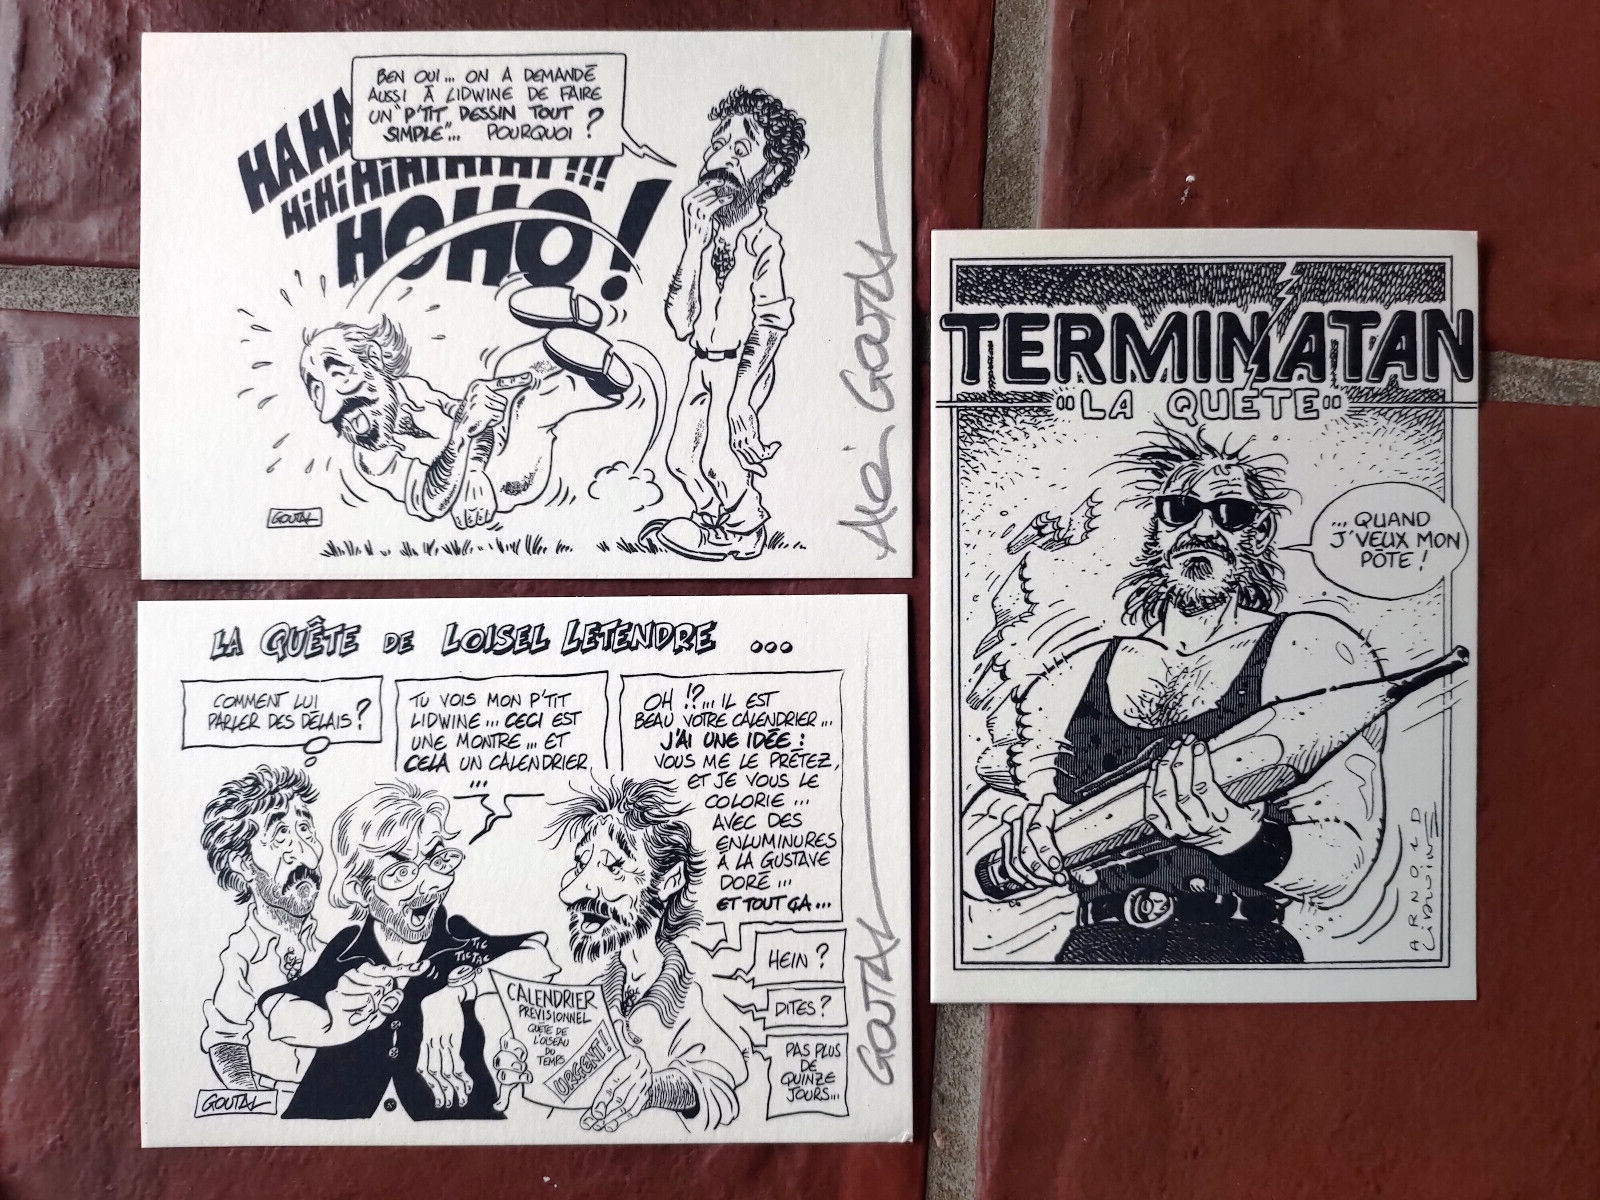 BEN OUI... ON A DEMANDÉ
AUSSI À LIDWINE DE FAIRE
UN "P'TIT DESSIN TOUT
SIMPLE"... POURQUOI ?
HAHA
HiHiHiHiHiHiHiHi!!!
HOHO!
GOUTAL
Alain GOUTAL
LA QUÊTE DE LOISEL LETENDRE ...
COMMENT LUI
PARLER DES DÉLAIS ?
TU VOIS MON P'TIT
LIDWINE... CECI EST
UNE MONTRE... ET
CELA UN CALENDRIER
...
OH !?... IL EST
BEAU VOTRE CALENDRIER...
J'AI UNE IDÉE :
VOUS ME LE PRÊTEZ,
ET JE VOUS LE
COLORIE ...
AVEC DES
ENLUMINURES
À LA GUSTAVE
DORÉ ...
ET TOUT ÇA...
HEIN ?
DITES ?
PAS PLUS
DE
QUINZE
JOURS...
TIC
TIC TAC
CALENDRIER
PREVISIONNEL
QUÊTE DE
L'OISEAU
DU
TEMPS
URGENT!
GOUTAL
GOUTAL
TERMINATAN
"LA QUÊTE"
... QUAND
J'VEUX MON
PÔTE !
ARNOLD
LIDWINE